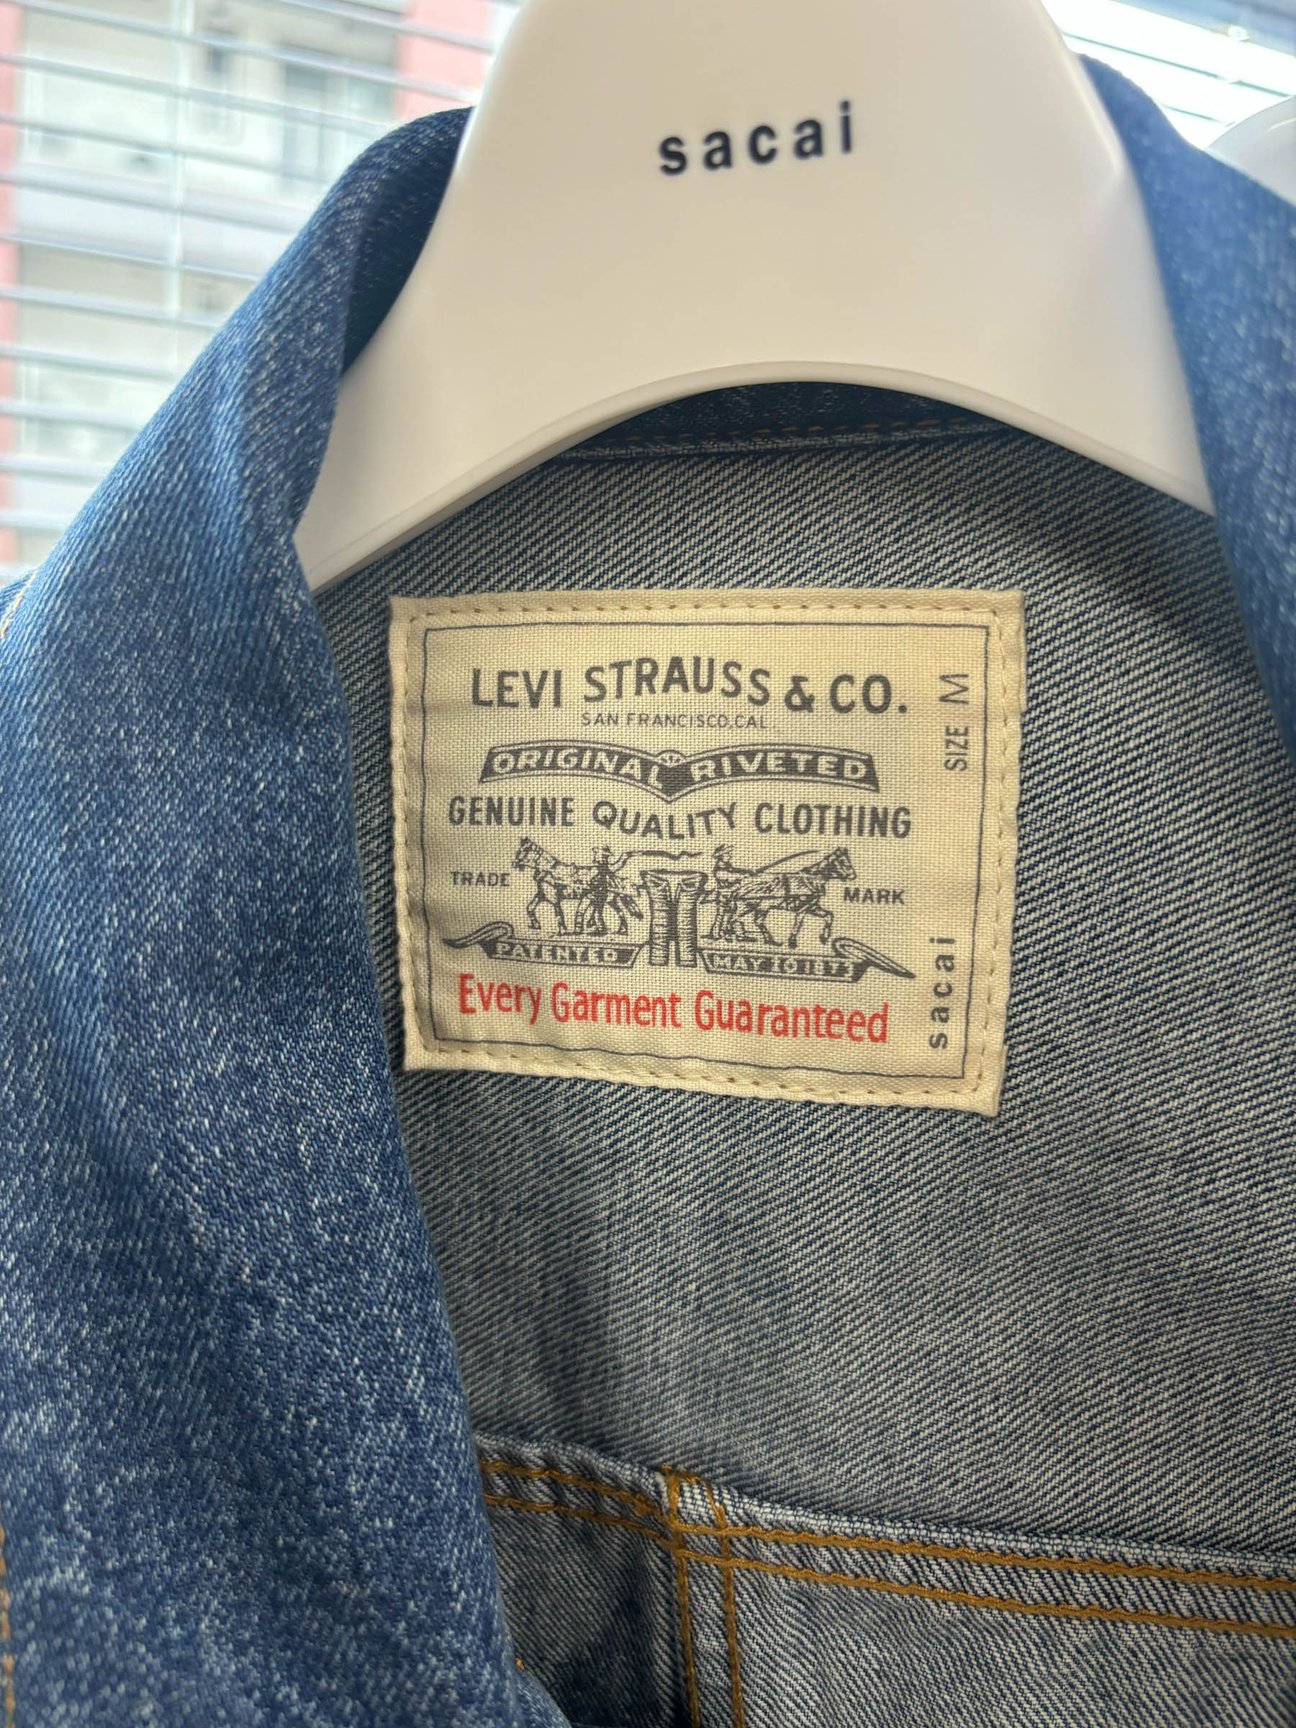 sacai
LEVI STRAUSS & CO.
SAN FRANCISCO, CAL.
ORIGINAL RIVETED
GENUINE QUALITY CLOTHING
TRADE MARK
PATENTED MAY 20 1873
Every Garment Guaranteed
SIZE M
sacai